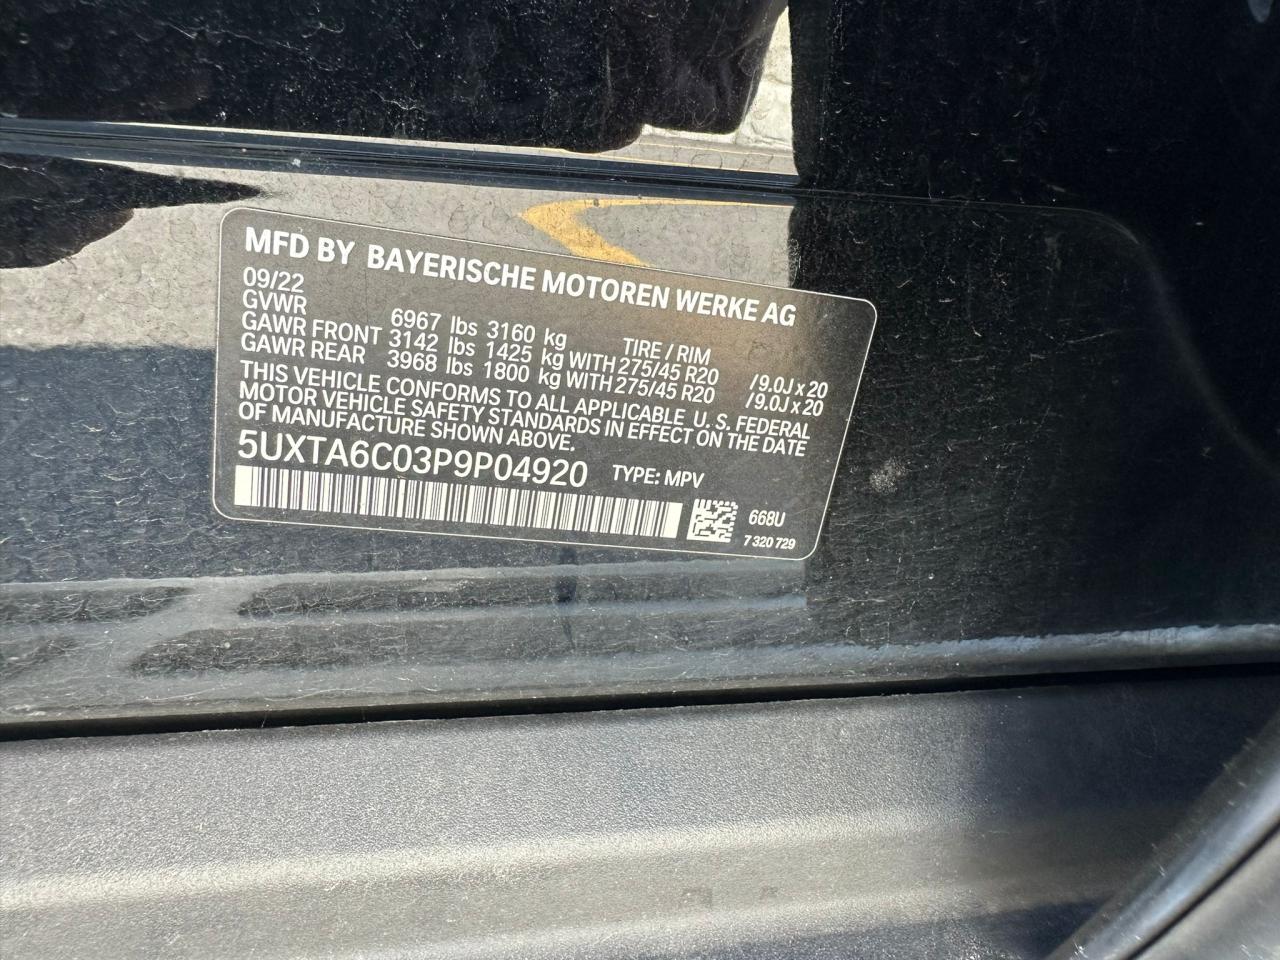 MFD BY BAYERISCHE MOTOREN WERKE AG
09/22
GVWR 6967 lbs 3160 kg TIRE / RIM
GAWR FRONT 3142 lbs 1425 kg WITH 275/45 R20 /9.0J x 20
GAWR REAR 3968 lbs 1800 kg WITH 275/45 R20 /9.0J x 20
THIS VEHICLE CONFORMS TO ALL APPLICABLE U. S. FEDERAL
MOTOR VEHICLE SAFETY STANDARDS IN EFFECT ON THE DATE
OF MANUFACTURE SHOWN ABOVE.
5UXTA6C03P9P04920 TYPE: MPV
668U
7 320 729